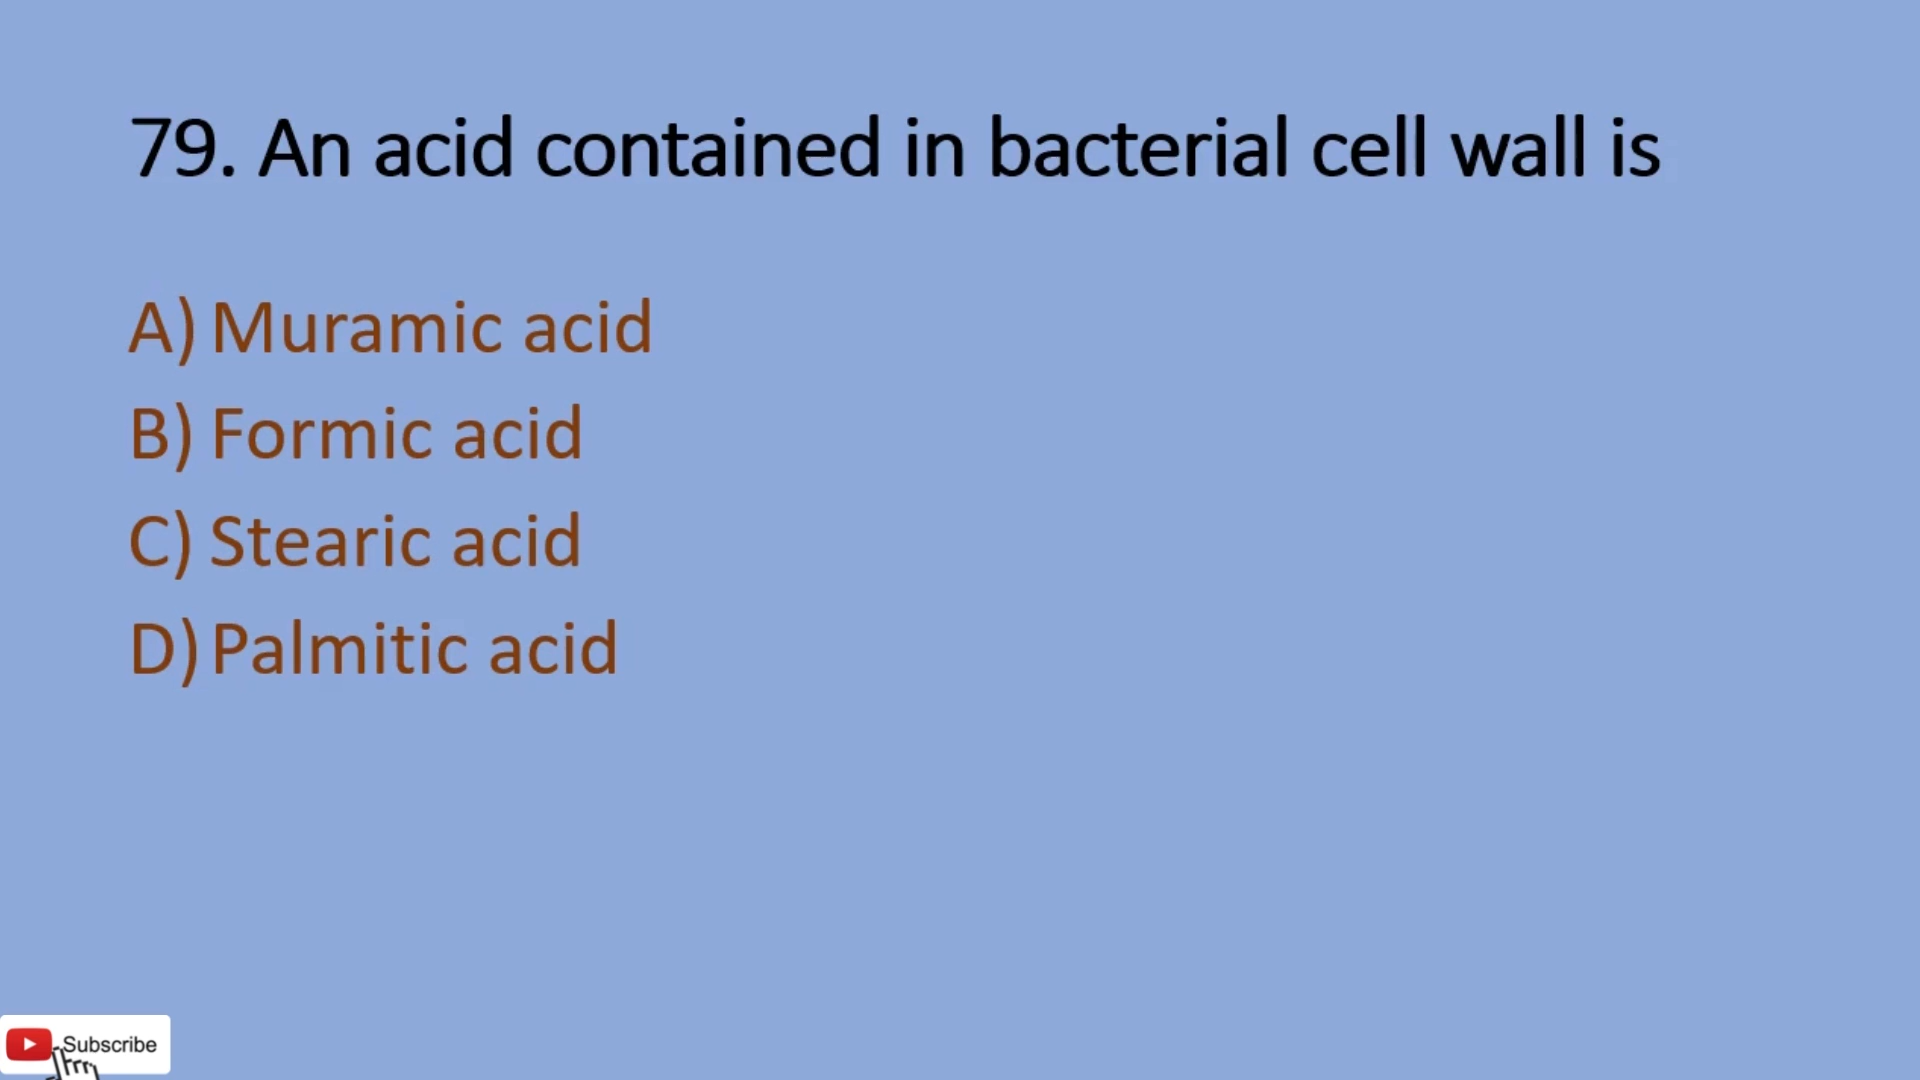 79. An acid contained in bacterial cell wall is
A) Muramic acid
B) Formic acid
C) Stearic acid
D) Palmitic acid
Subscribe